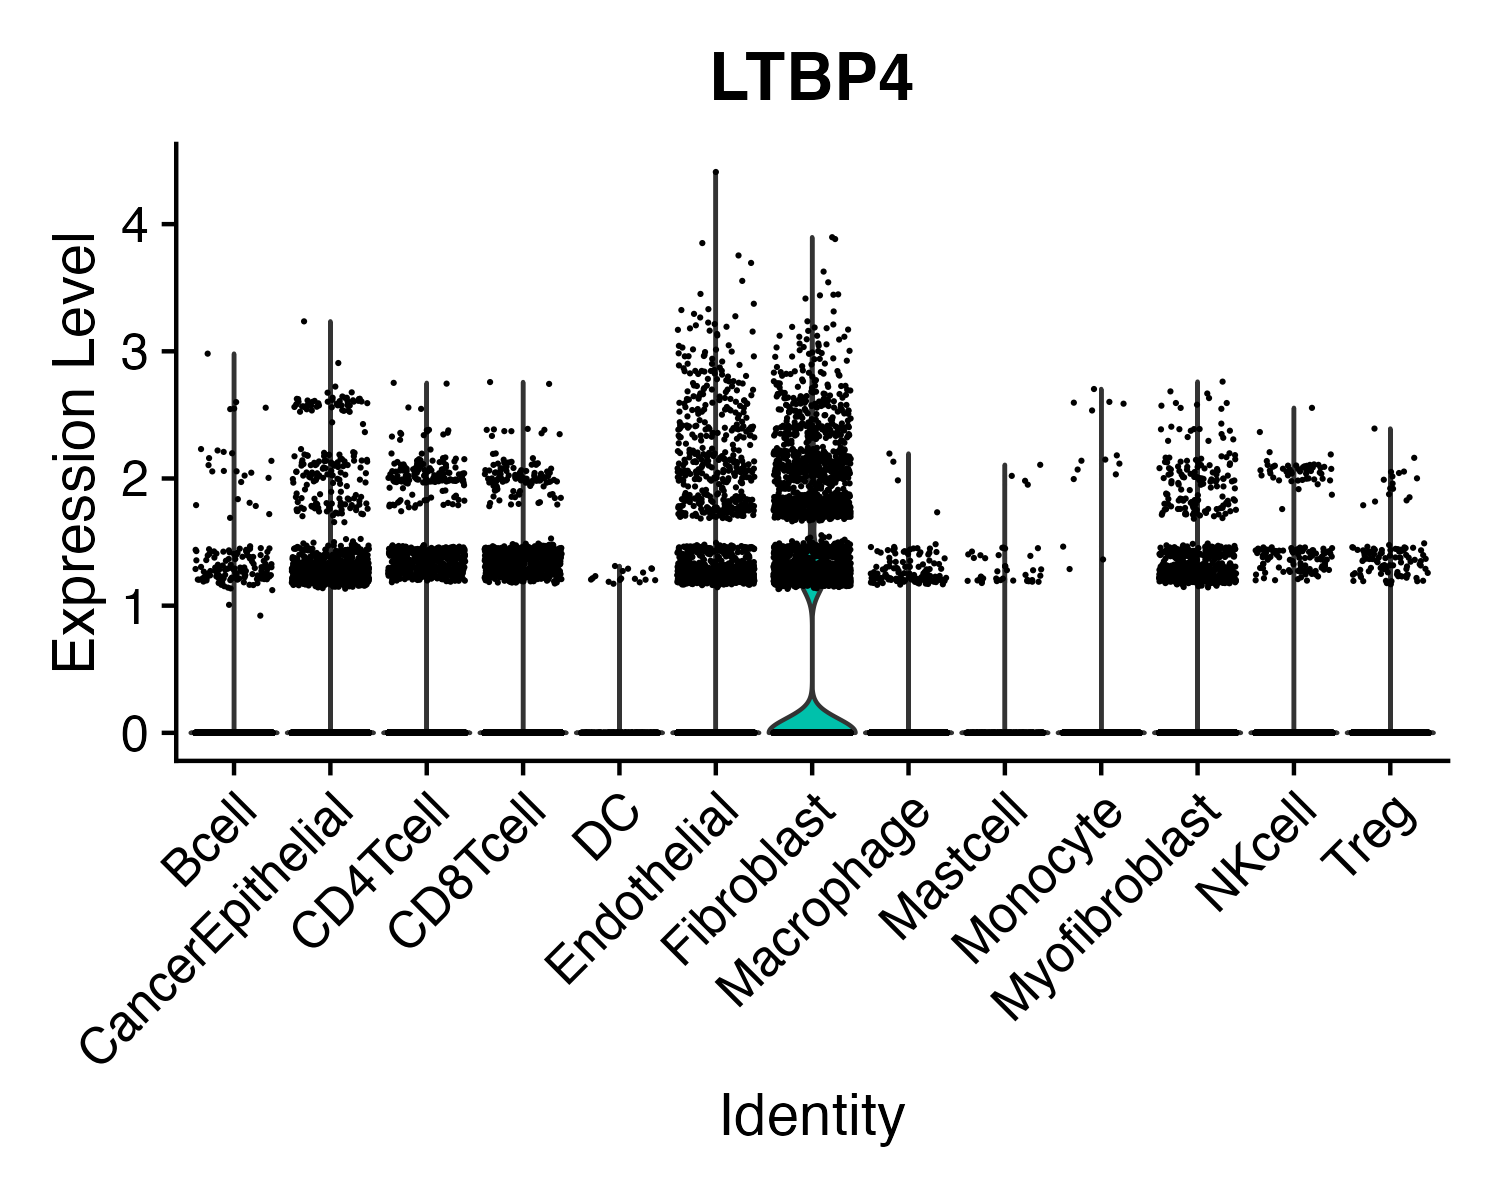 LTBP4
Expression Level
4
3
2
1
0
Bcell
CancerEpithelial
CD4Tcell
CD8Tcell
DC
Endothelial
Fibroblast
Macrophage
Mastcell
Monocyte
Myofibroblast
NKcell
Treg
Identity